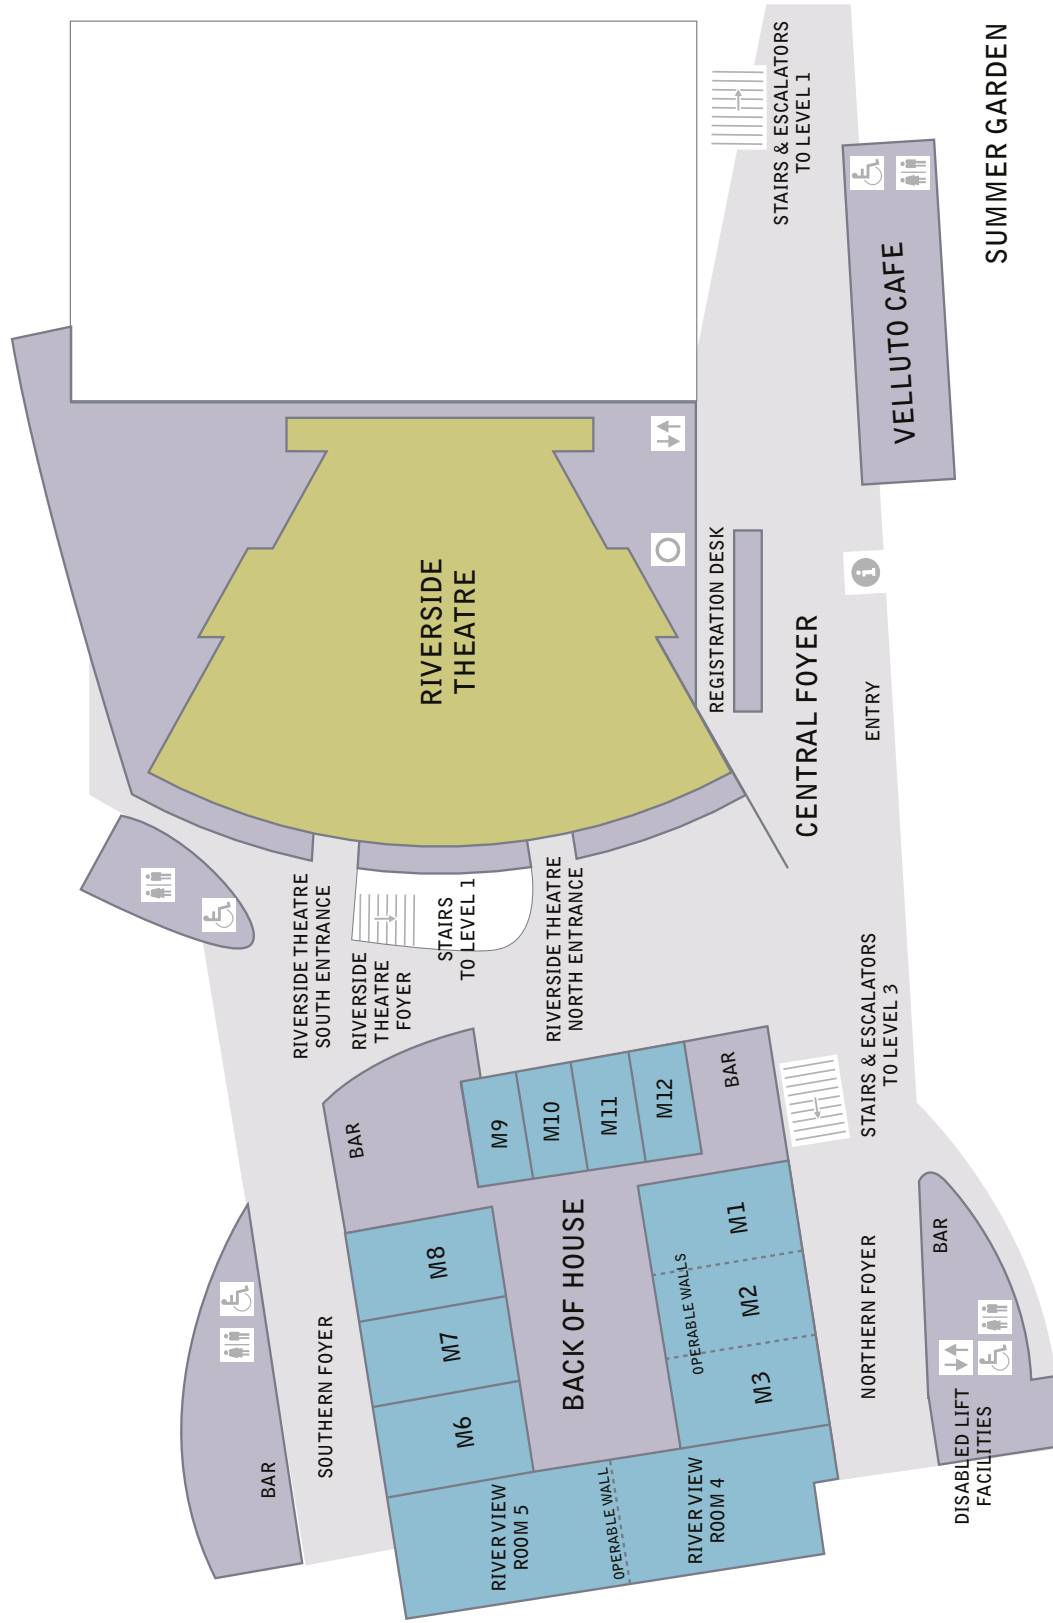 SUMMER GARDEN
STAIRS & ESCALATORS
TO LEVEL 1
VELLUTO CAFE
REGISTRATION DESK
RIVERSIDE
THEATRE
CENTRAL FOYER
i
ENTRY
RIVERSIDE THEATRE
SOUTH ENTRANCE
RIVERSIDE
THEATRE
FOYER
STAIRS
TO LEVEL 1
RIVERSIDE THEATRE
NORTH ENTRANCE
STAIRS & ESCALATORS
TO LEVEL 3
BAR
M9
M10
M11
M12
BAR
M8
M7
M6
BACK OF HOUSE
M1
M2
M3
OPERABLE WALLS
SOUTHERN FOYER
BAR
NORTHERN FOYER
BAR
DISABLED LIFT
FACILITIES
RIVER VIEW
ROOM 5
OPERABLE WALL
RIVER VIEW
ROOM 4